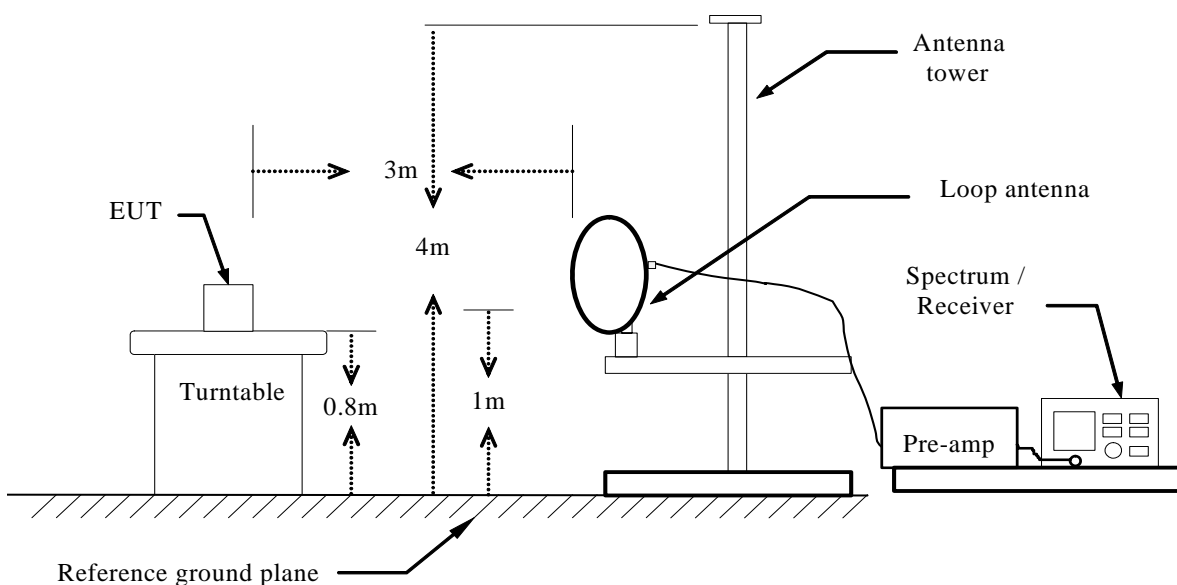 Antenna
tower
3m
EUT
Loop antenna
4m
Spectrum /
Receiver
Turntable
0.8m
1m
Pre-amp
Reference ground plane